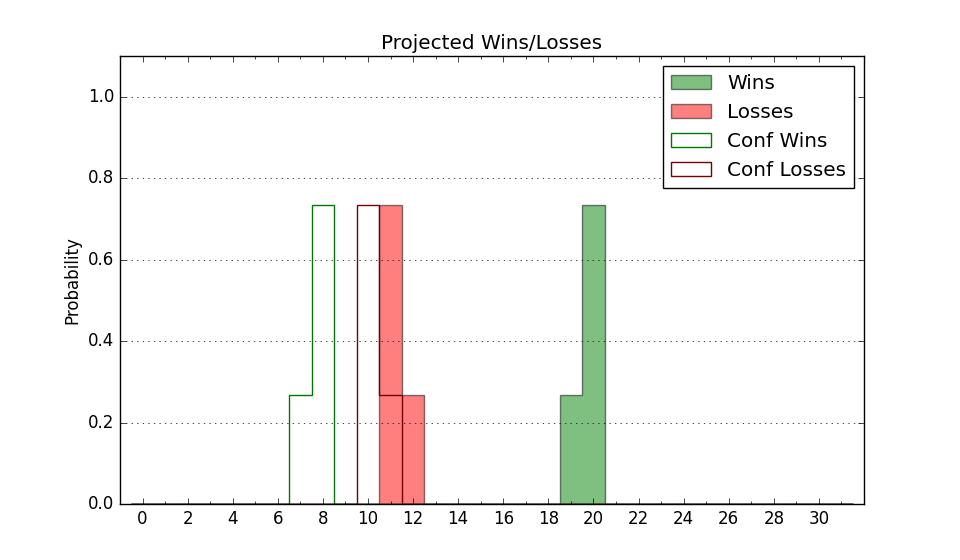 Projected Wins/Losses
Wins
Losses
Conf Wins
Conf Losses
Probability
1.0
0.8
0.6
0.4
0.2
0.0
0 2 4 6 8 10 12 14 16 18 20 22 24 26 28 30